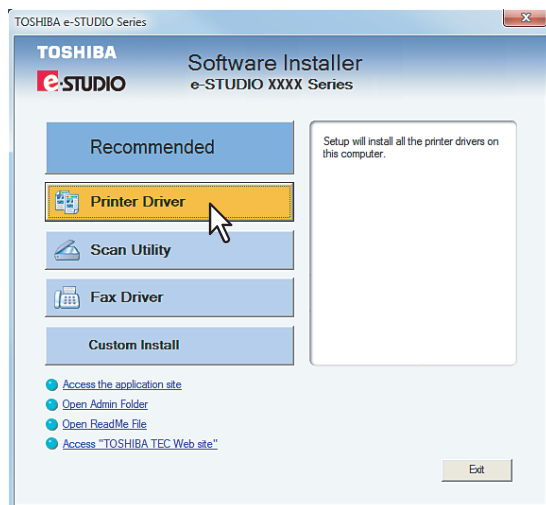 TOSHIBA e-STUDIO Series
x
TOSHIBA
e-STUDIO
Software Installer
e-STUDIO XXXX Series
Recommended
Setup will install all the printer drivers on
this computer.
Printer Driver
Scan Utility
Fax Driver
Custom Install
Access the application site
Open Admin Folder
Open ReadMe File
Access "TOSHIBA TEC Web site"
Exit